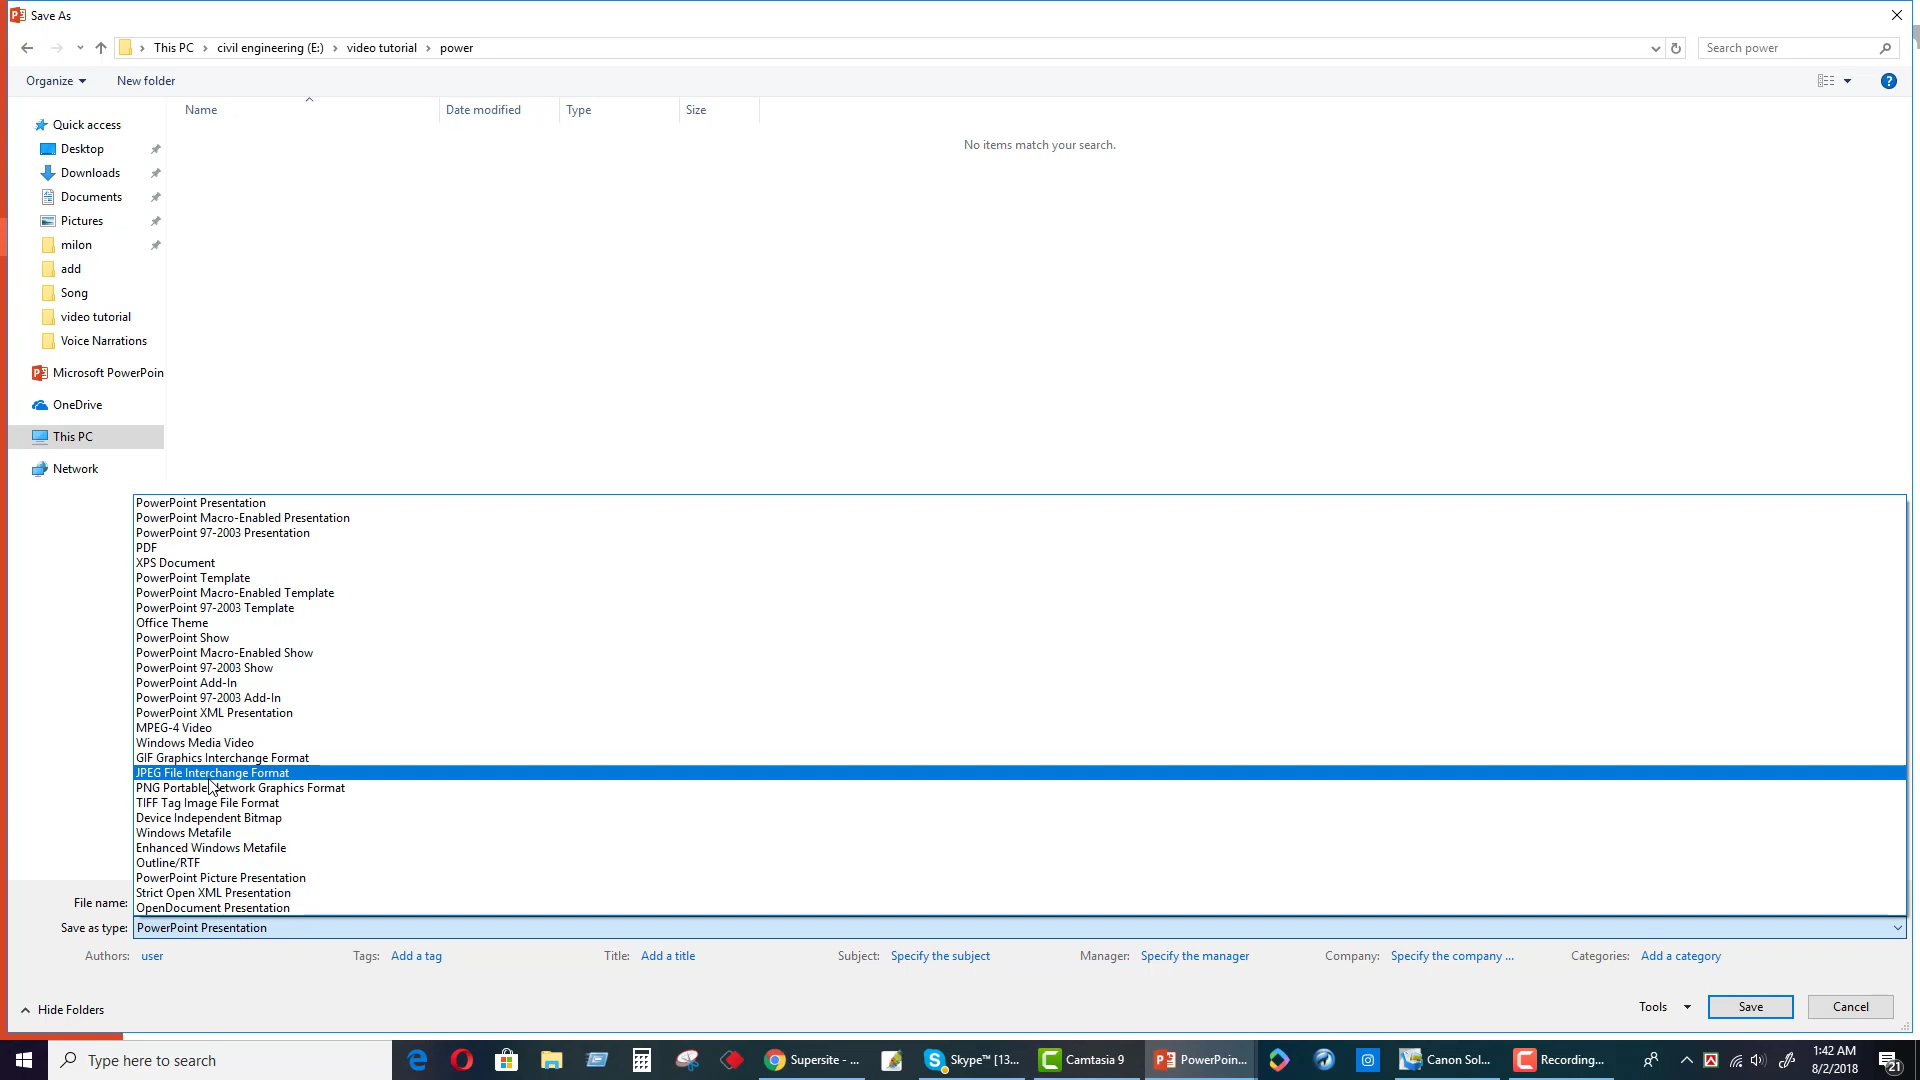 Save As
This PC > civil engineering (E:) > video tutorial > power
Search power
Organize
New folder
Name
Date modified
Type
Size
No items match your search.
Quick access
Desktop
Downloads
Documents
Pictures
milon
add
Song
video tutorial
Voice Narrations
Microsoft PowerPoin
OneDrive
This PC
Network
PowerPoint Presentation
PowerPoint Macro-Enabled Presentation
PowerPoint 97-2003 Presentation
PDF
XPS Document
PowerPoint Template
PowerPoint Macro-Enabled Template
PowerPoint 97-2003 Template
Office Theme
PowerPoint Show
PowerPoint Macro-Enabled Show
PowerPoint 97-2003 Show
PowerPoint Add-In
PowerPoint 97-2003 Add-In
PowerPoint XML Presentation
MPEG-4 Video
Windows Media Video
GIF Graphics Interchange Format
JPEG File Interchange Format
PNG Portable Network Graphics Format
TIFF Tag Image File Format
Device Independent Bitmap
Windows Metafile
Enhanced Windows Metafile
Outline/RTF
PowerPoint Picture Presentation
Strict Open XML Presentation
OpenDocument Presentation
File name:
Save as type: PowerPoint Presentation
Authors: user Tags: Add a tag Title: Add a title Subject: Specify the subject Manager: Specify the manager Company: Specify the company ... Categories: Add a category
Hide Folders
Tools
Save
Cancel
Type here to search
Supersite - ...
Skype™ [13...
Camtasia 9
PowerPoin...
Canon Sol...
Recording...
1:42 AM
8/2/2018
21